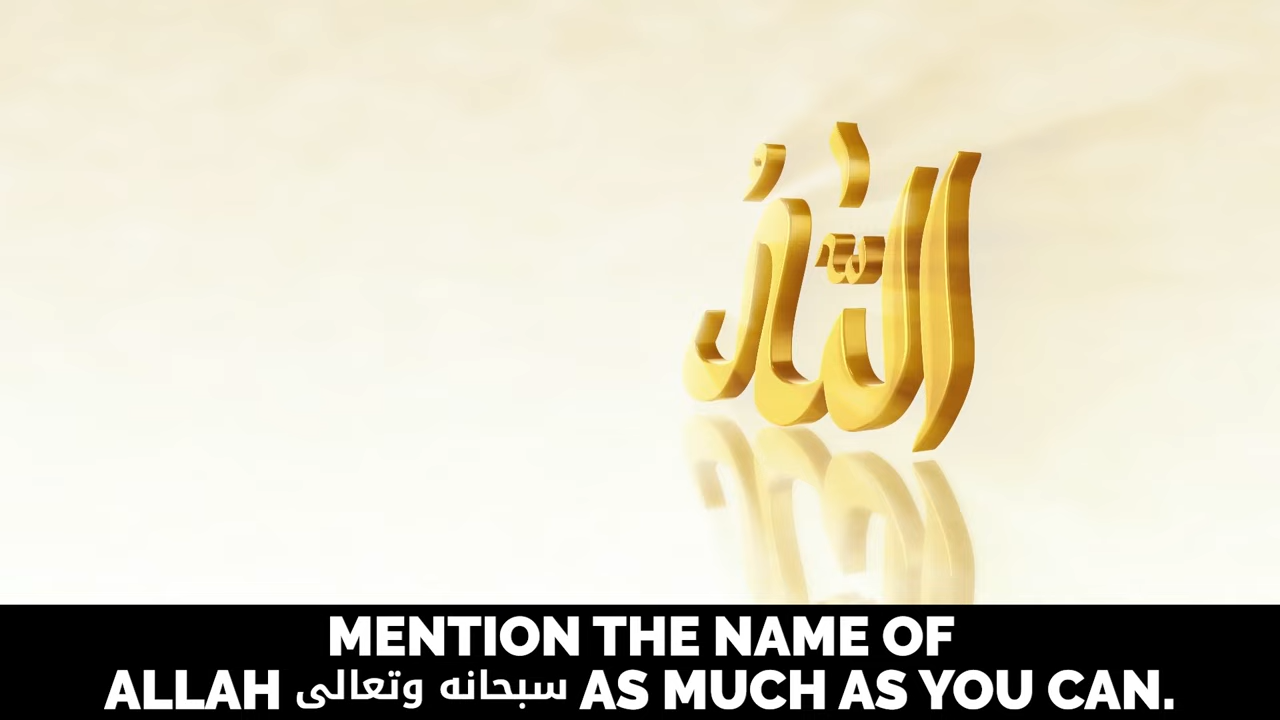 اللهُ
MENTION THE NAME OF
ALLAH سبحانه وتعالى AS MUCH AS YOU CAN.